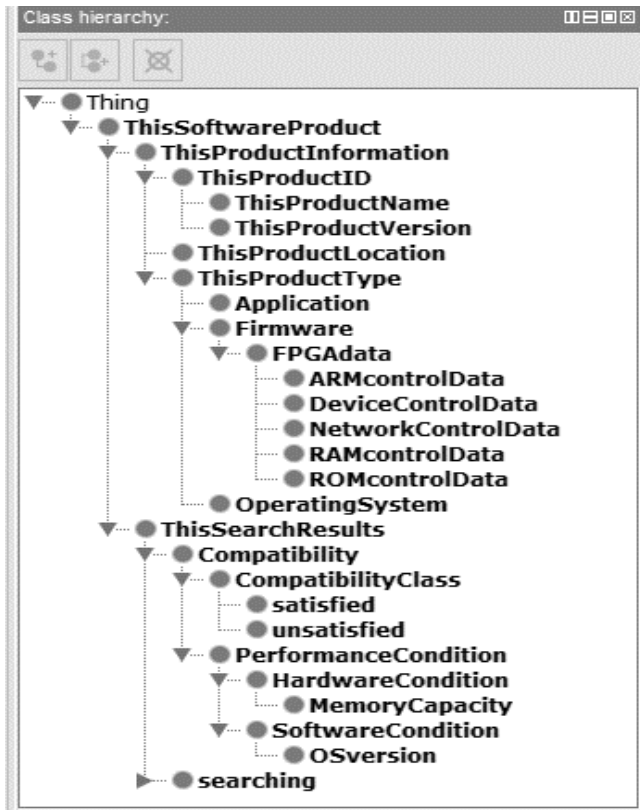 Class hierarchy:
Thing
ThisSoftwareProduct
ThisProductInformation
ThisProductID
ThisProductName
ThisProductVersion
ThisProductLocation
ThisProductType
Application
Firmware
FPGAdata
ARMcontrolData
DeviceControlData
NetworkControlData
RAMcontrolData
ROMcontrolData
OperatingSystem
ThisSearchResults
Compatibility
CompatibilityClass
satisfied
unsatisfied
PerformanceCondition
HardwareCondition
MemoryCapacity
SoftwareCondition
OSversion
searching